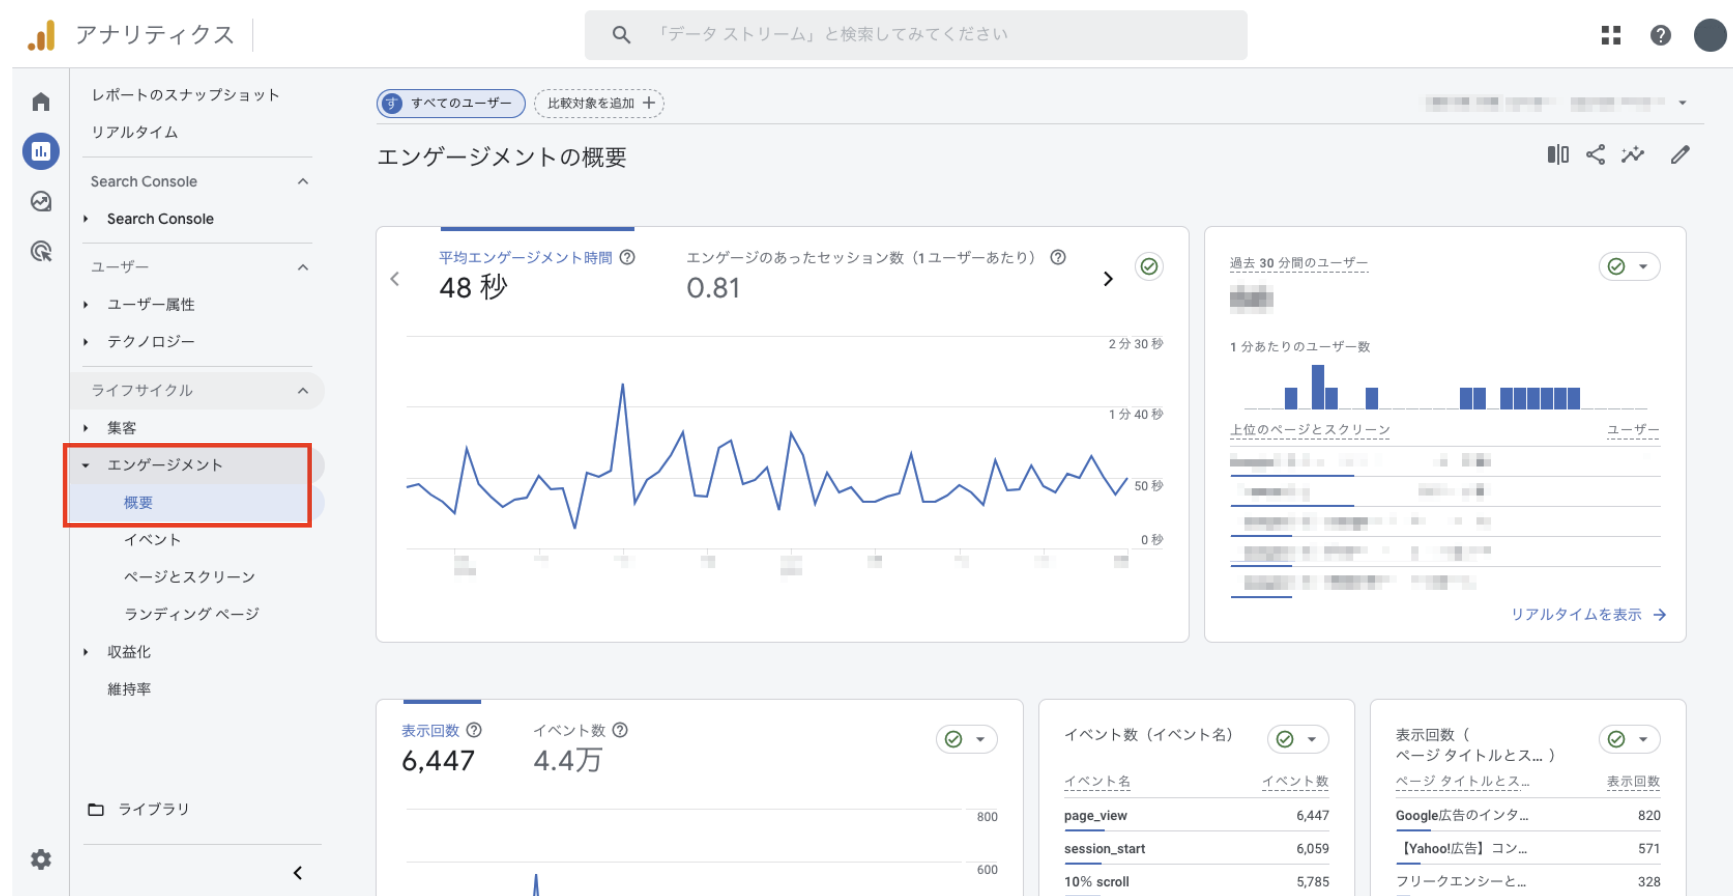 アナリティクス
「データ ストリーム」と検索してみてください
レポートのスナップショット
リアルタイム
Search Console
Search Console
ユーザー
ユーザー属性
テクノロジー
ライフサイクル
集客
エンゲージメント
概要
イベント
ページとスクリーン
ランディング ページ
収益化
維持率
ライブラリ
す すべてのユーザー
比較対象を追加
エンゲージメントの概要
平均エンゲージメント時間
48 秒
エンゲージのあったセッション数（1 ユーザーあたり）
0.81
2 分 30 秒
1 分 40 秒
50 秒
0 秒
過去 30 分間のユーザー
1 分あたりのユーザー数
上位のページとスクリーン ユーザー
リアルタイムを表示
表示回数
6,447
イベント数
4.4万
800
600
イベント数（イベント名）
イベント名 イベント数
page_view 6,447
session_start 6,059
10% scroll 5,785
表示回数（
ページ タイトルとス... ）
ページ タイトルとス... 表示回数
Google広告のインタ... 820
【Yahoo!広告】コン... 571
フリークエンシーと... 328